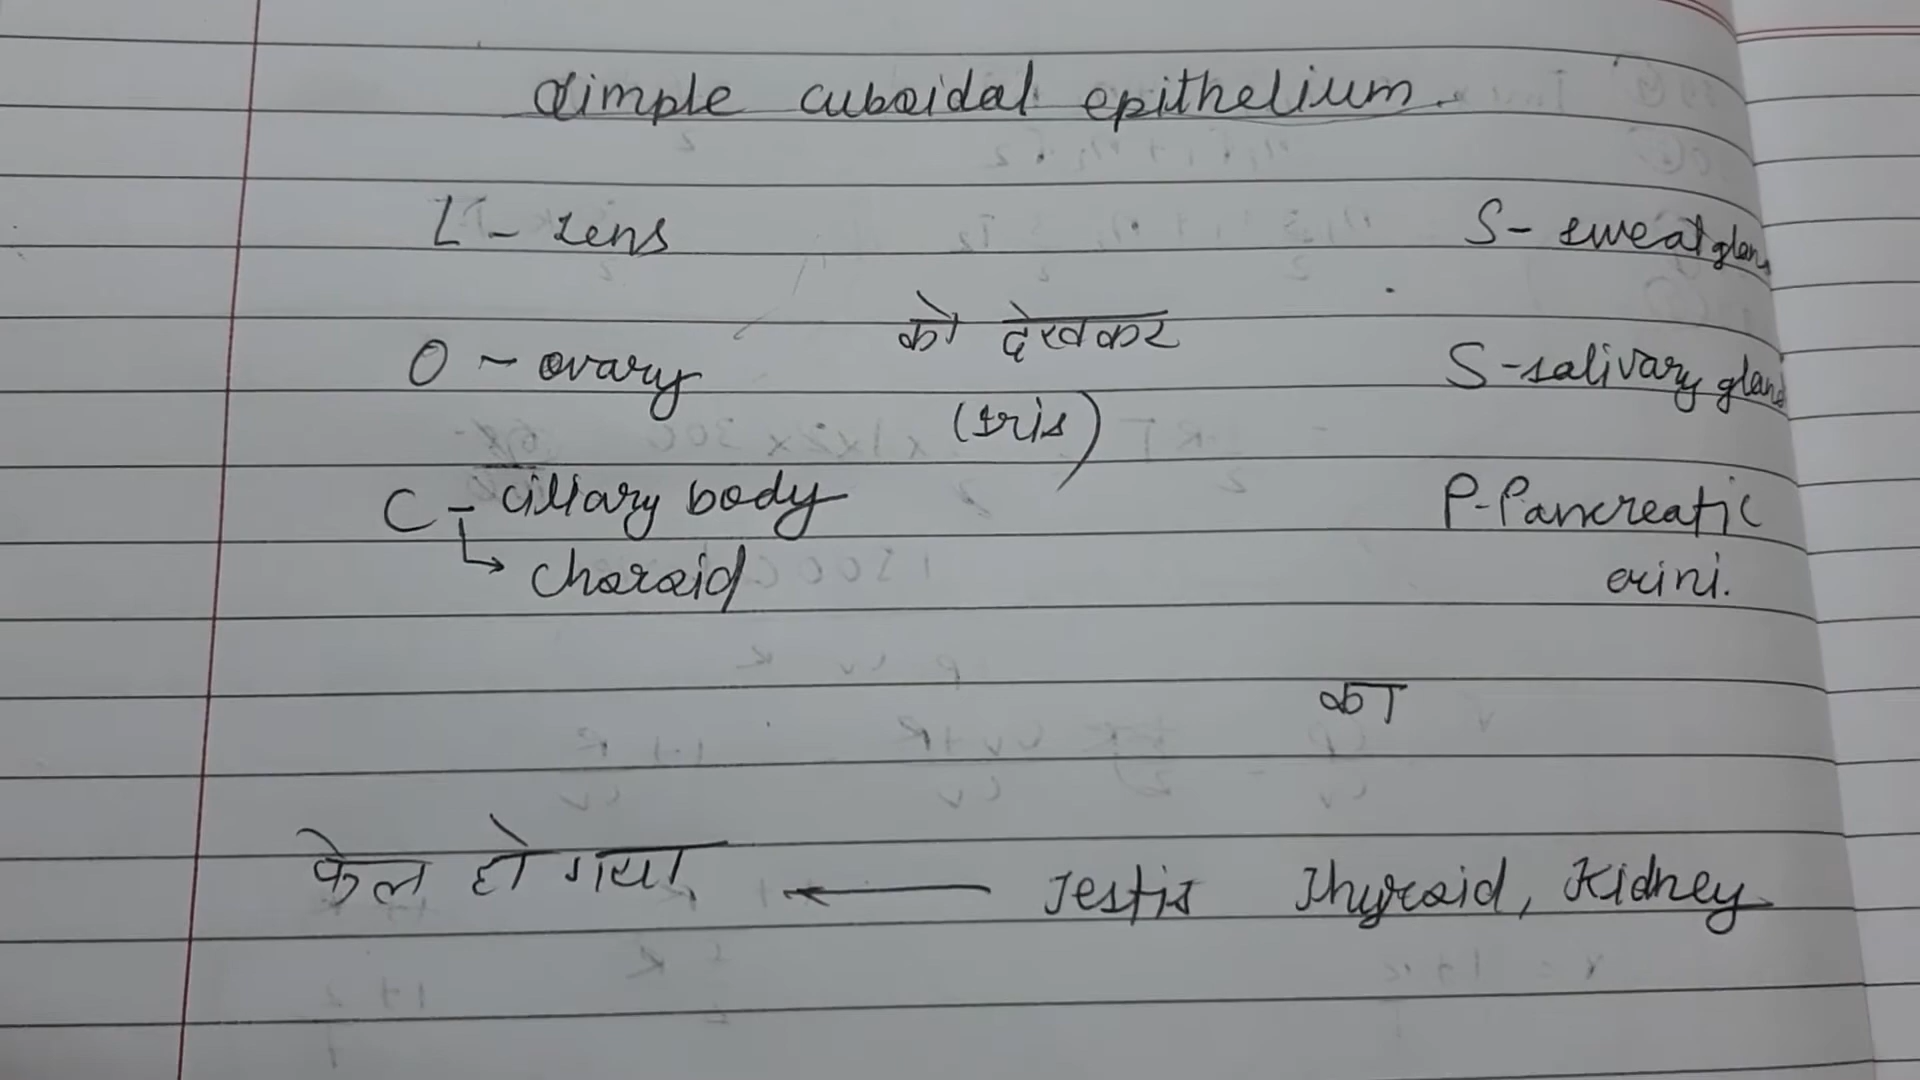 Simple cuboidal epithelium.
L - Lens
S - sweat gland
को देखकर
O - ovary
S - salivary gland
(Iris)
C - cilliary body
P - Pancreatic
→ choroid
acini.
का
फेल हो गया ← Testis Thyroid, Kidney